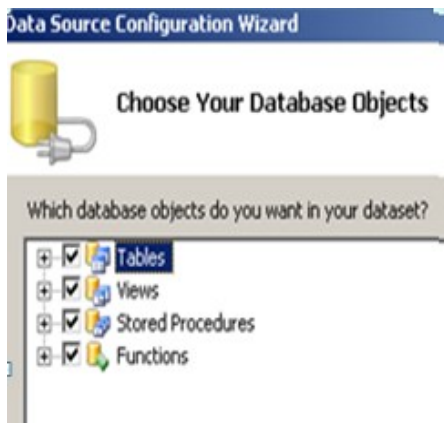 Data Source Configuration Wizard
Choose Your Database Objects
Which database objects do you want in your dataset?
Tables
Views
Stored Procedures
Functions